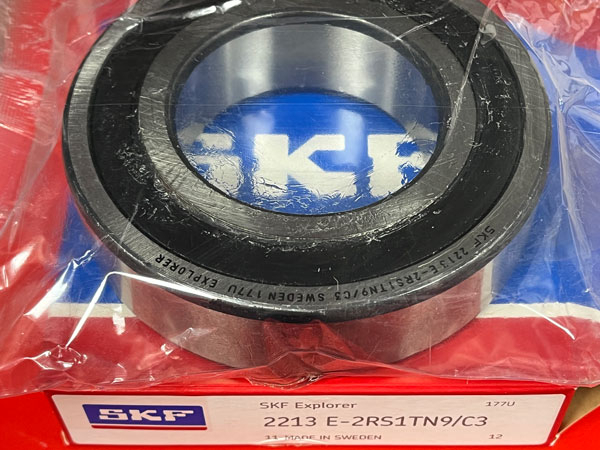 SKF
SKF 2213 E-2RS1TN9/C3 SWEDEN 177U EXPLORER
SKF
SKF Explorer 177U
2213 E-2RS1TN9/C3
11 MADE IN SWEDEN 12